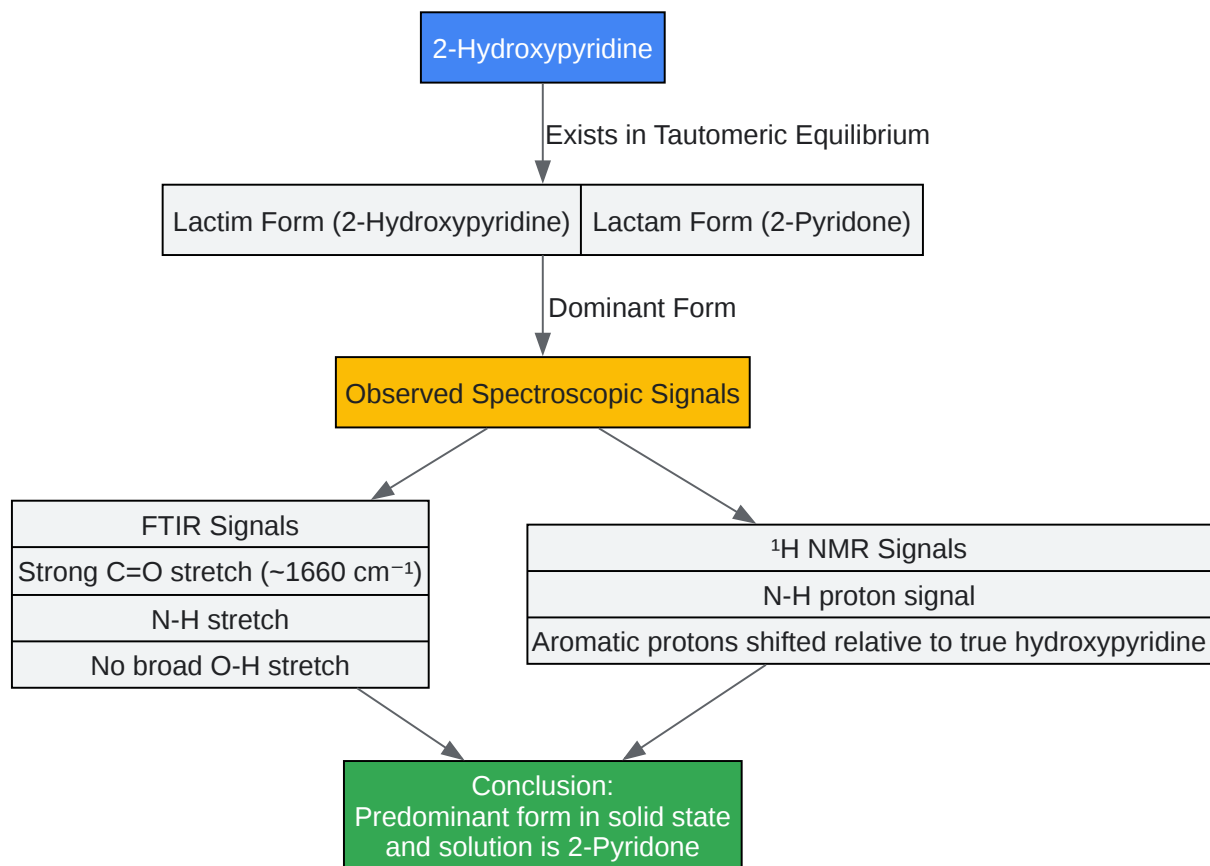 2-Hydroxypyridine
Exists in Tautomeric Equilibrium
Lactim Form (2-Hydroxypyridine)
Lactam Form (2-Pyridone)
Dominant Form
Observed Spectroscopic Signals
FTIR Signals
Strong C=O stretch (~1660 cm⁻¹)
N-H stretch
No broad O-H stretch
¹H NMR Signals
N-H proton signal
Aromatic protons shifted relative to true hydroxypyridine
Conclusion:
Predominant form in solid state
and solution is 2-Pyridone